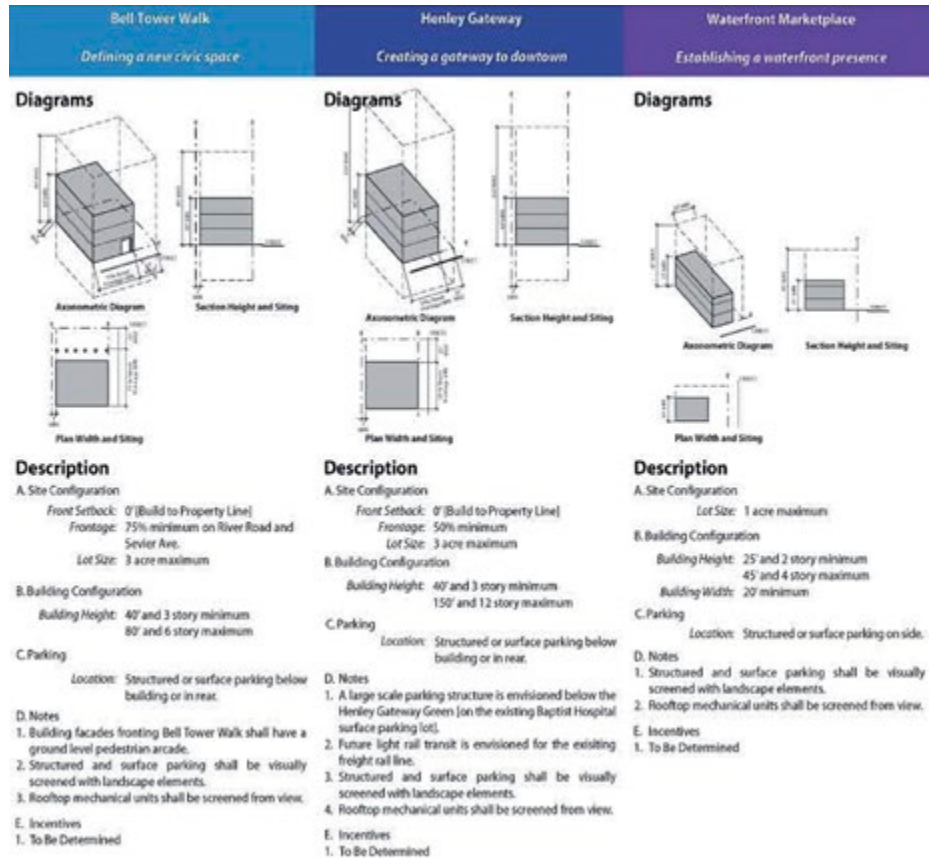 Bell Tower Walk
Defining a new civic space
Diagrams
Axonometric Diagram
Section Height and Siting
Plan Width and Siting
Description
A. Site Configuration
Front Setback: 0' [Build to Property Line]
Frontage: 75% minimum on River Road and
Sevier Ave.
Lot Size: 3 acre maximum
B. Building Configuration
Building Height: 40' and 3 story minimum
80' and 6 story maximum
C. Parking
Location: Structured or surface parking below
building or in rear.
D. Notes
1. Building facades fronting Bell Tower Walk shall have a
ground level pedestrian arcade.
2. Structured and surface parking shall be visually
screened with landscape elements.
3. Rooftop mechanical units shall be screened from view.
E. Incentives
1. To Be Determined
Henley Gateway
Creating a gateway to dowtown
Diagrams
Axonometric Diagram
Section Height and Siting
Plan Width and Siting
Description
A. Site Configuration
Front Setback: 0' [Build to Property Line]
Frontage: 50% minimum
Lot Size: 3 acre maximum
B. Building Configuration
Building Height: 40' and 3 story minimum
150' and 12 story maximum
C. Parking
Location: Structured or surface parking below
building or in rear.
D. Notes
1. A large scale parking structure is envisioned below the
Henley Gateway Green [on the existing Baptist Hospital
surface parking lot].
2. Future light rail transit is envisioned for the exisiting
freight rail line.
3. Structured and surface parking shall be visually
screened with landscape elements.
4. Rooftop mechanical units shall be screened from view.
E. Incentives
1. To Be Determined
Waterfront Marketplace
Establishing a waterfront presence
Diagrams
Axonometric Diagram
Section Height and Siting
Plan Width and Siting
Description
A. Site Configuration
Lot Size: 1 acre maximum
B. Building Configuration
Building Height: 25' and 2 story minimum
45' and 4 story maximum
Building Width: 20' minimum
C. Parking
Location: Structured or surface parking on side.
D. Notes
1. Structured and surface parking shall be visually
screened with landscape elements.
2. Rooftop mechanical units shall be screened from view.
E. Incentives
1. To Be Determined